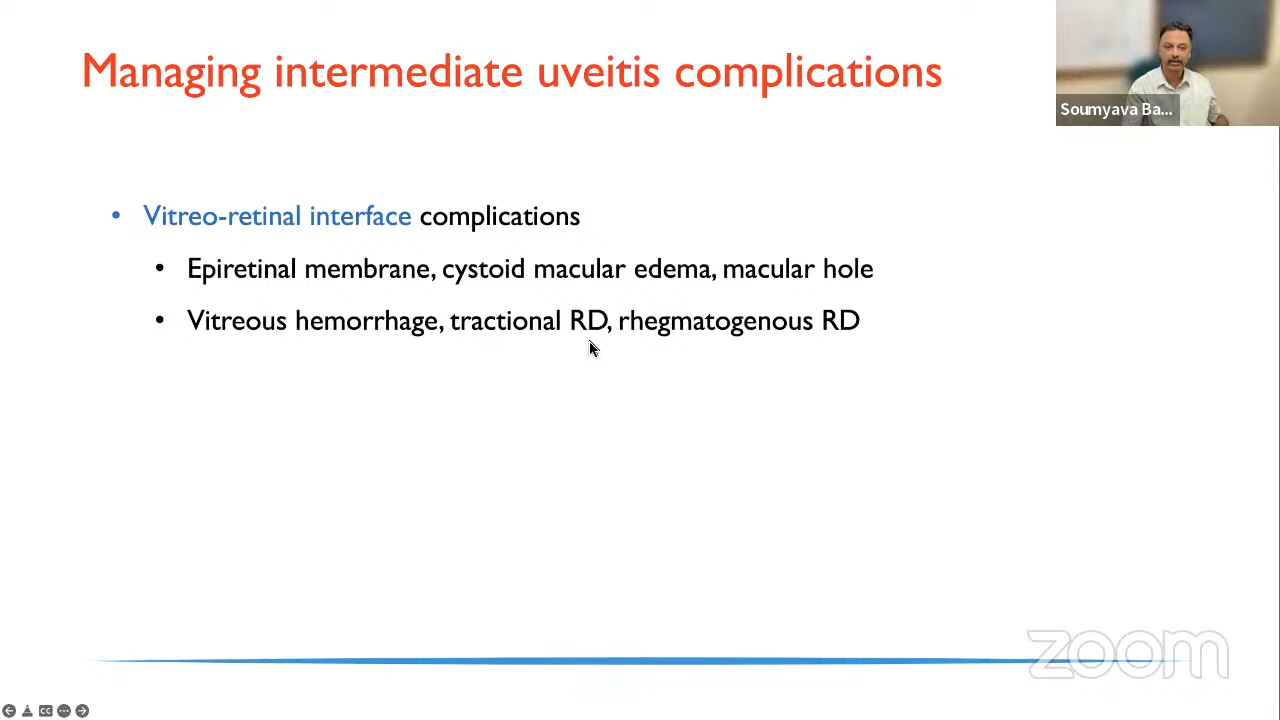 Managing intermediate uveitis complications
Soumyava Ba...
• Vitreo-retinal interface complications
• Epiretinal membrane, cystoid macular edema, macular hole
• Vitreous hemorrhage, tractional RD, rhegmatogenous RD
zoom
CC